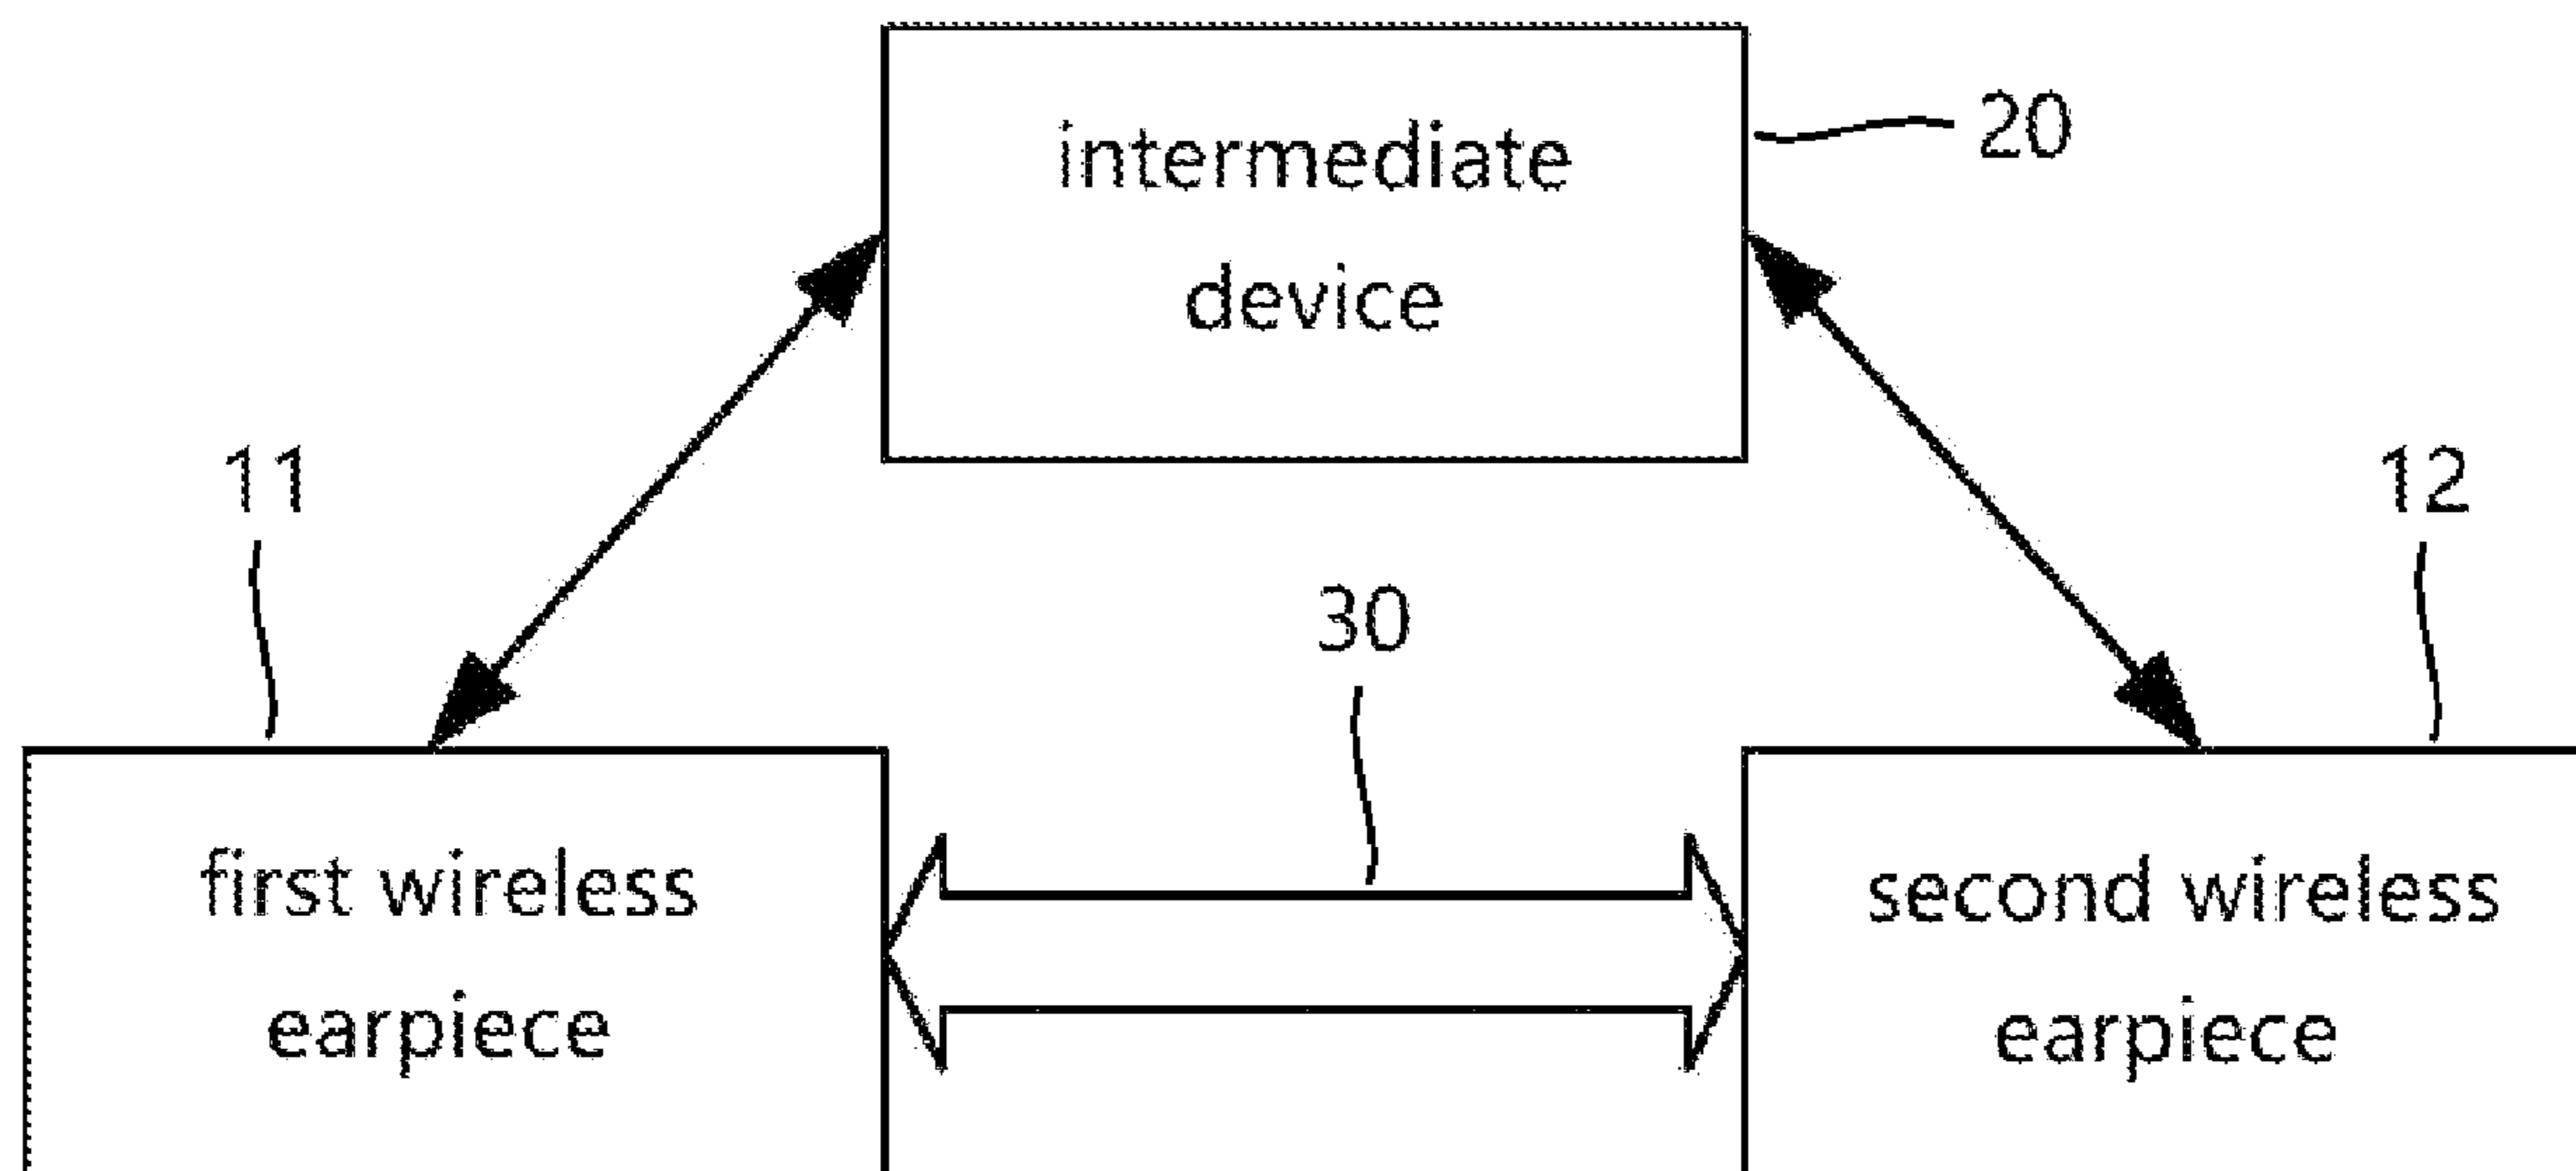 intermediate
device
20
11
12
30
first wireless
earpiece
second wireless
earpiece